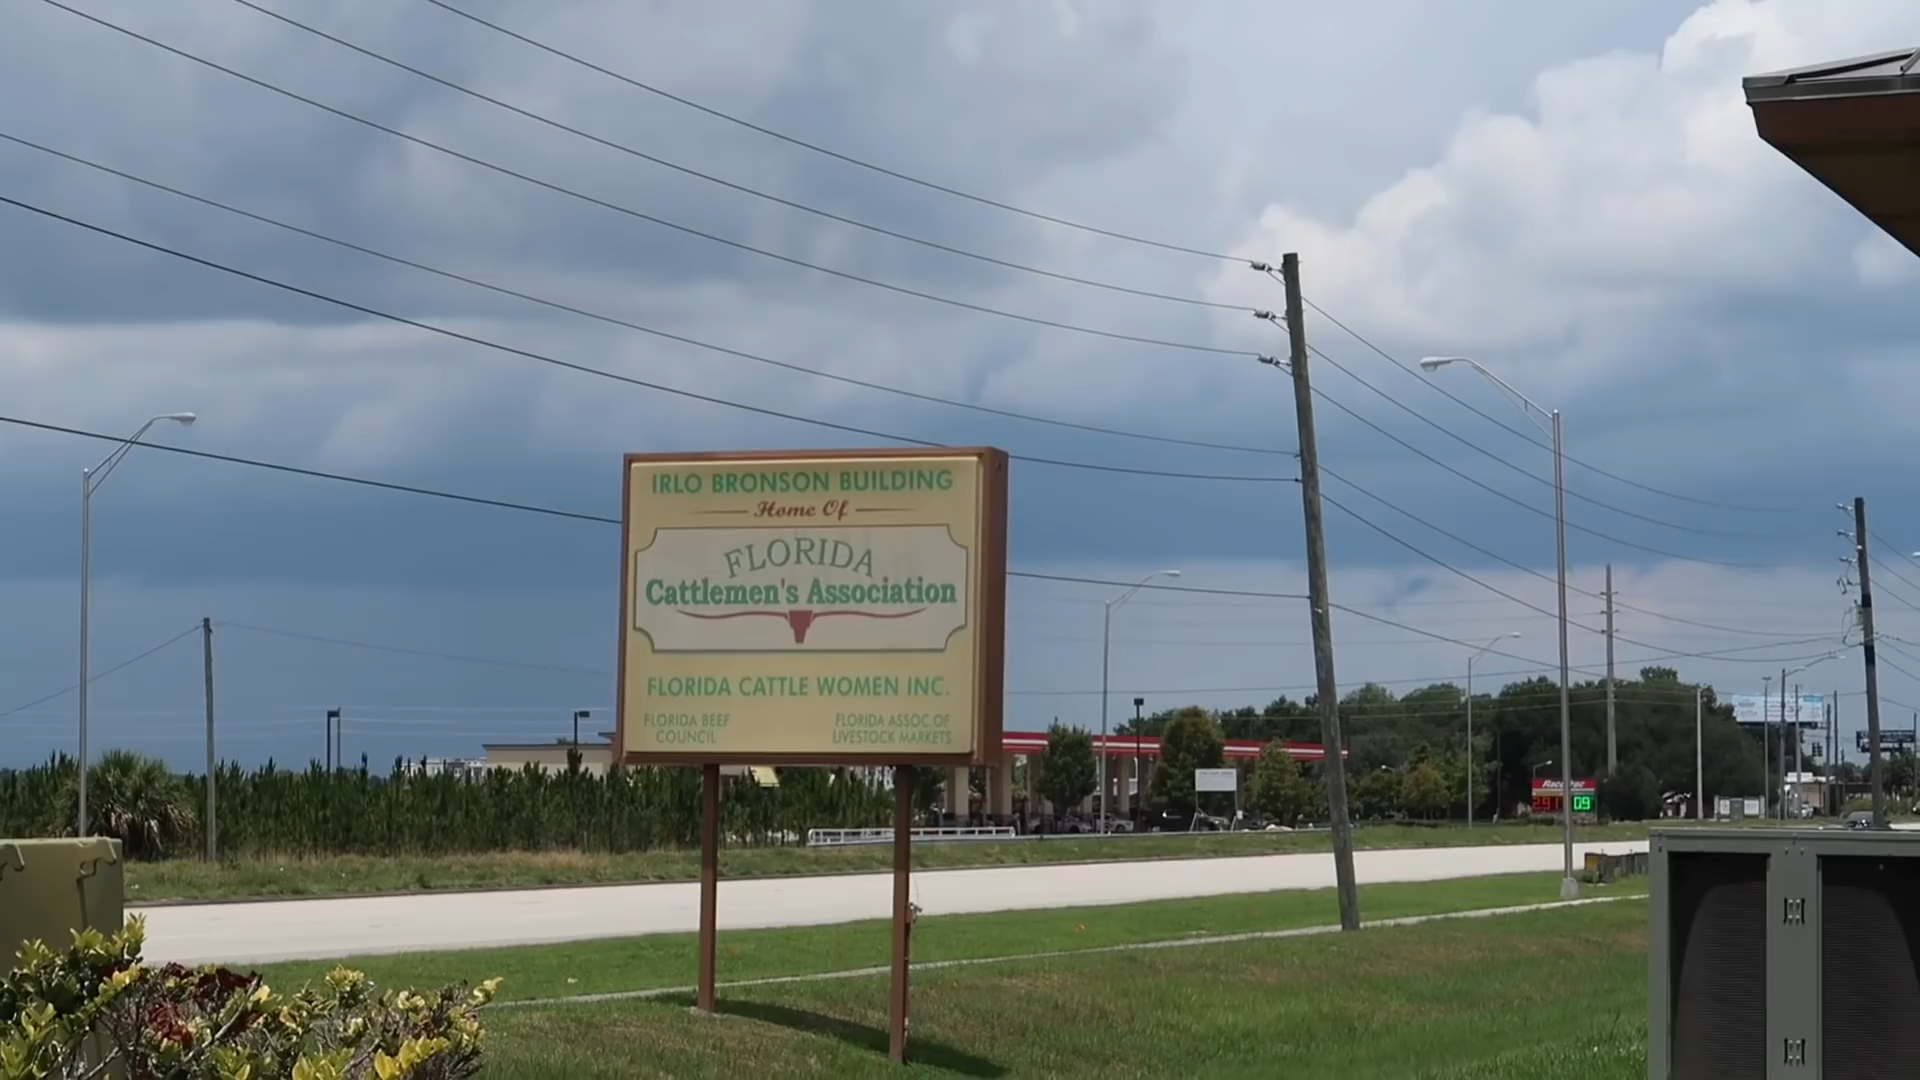 IRLO BRONSON BUILDING
Home Of
FLORIDA
Cattlemen's Association
FLORIDA CATTLE WOMEN INC.
FLORIDA BEEF
COUNCIL
FLORIDA ASSOC. OF
LIVESTOCK MARKETS
RaceTrac